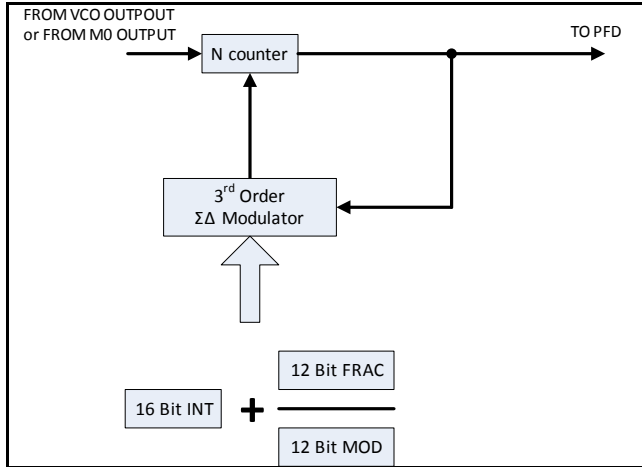 FROM VCO OUTPOUT
or FROM M0 OUTPUT
TO PFD
N counter
3rd Order
ΣΔ Modulator
12 Bit FRAC
16 Bit INT + 
12 Bit MOD